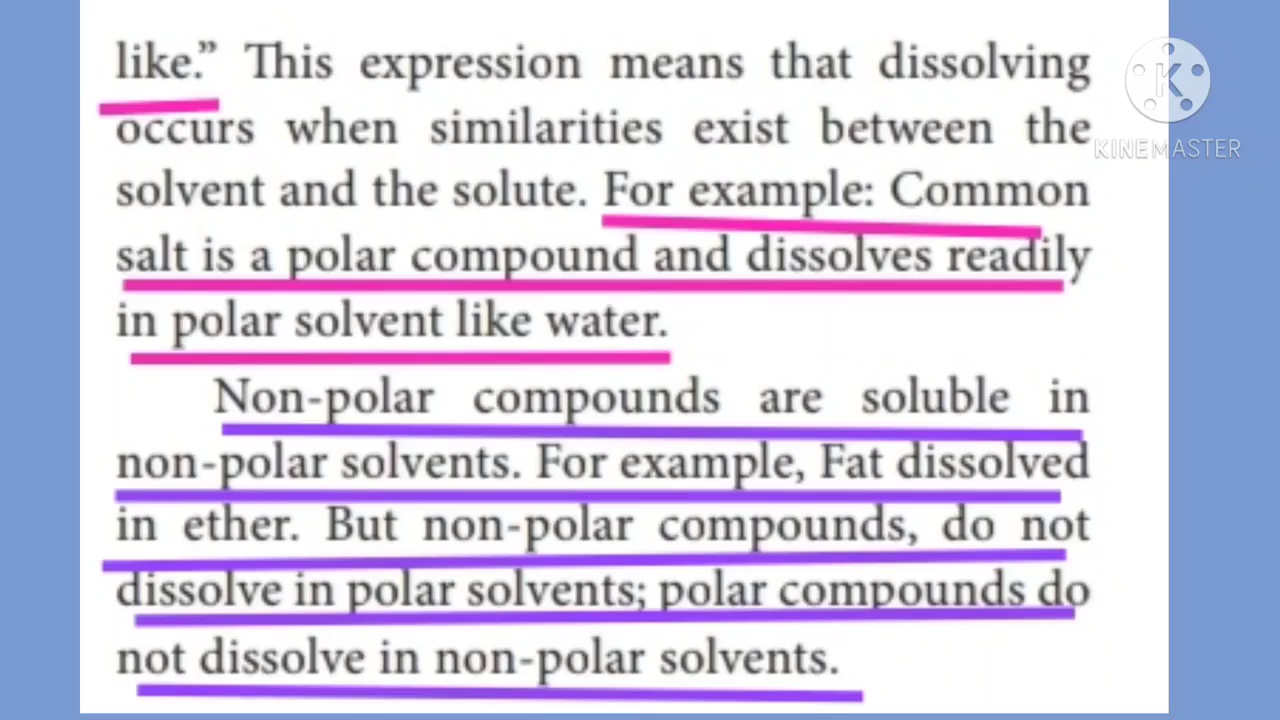 like.” This expression means that dissolving
KINEMASTER
occurs when similarities exist between the
solvent and the solute. For example: Common
salt is a polar compound and dissolves readily
in polar solvent like water.
Non-polar compounds are soluble in
non-polar solvents. For example, Fat dissolved
in ether. But non-polar compounds, do not
dissolve in polar solvents; polar compounds do
not dissolve in non-polar solvents.